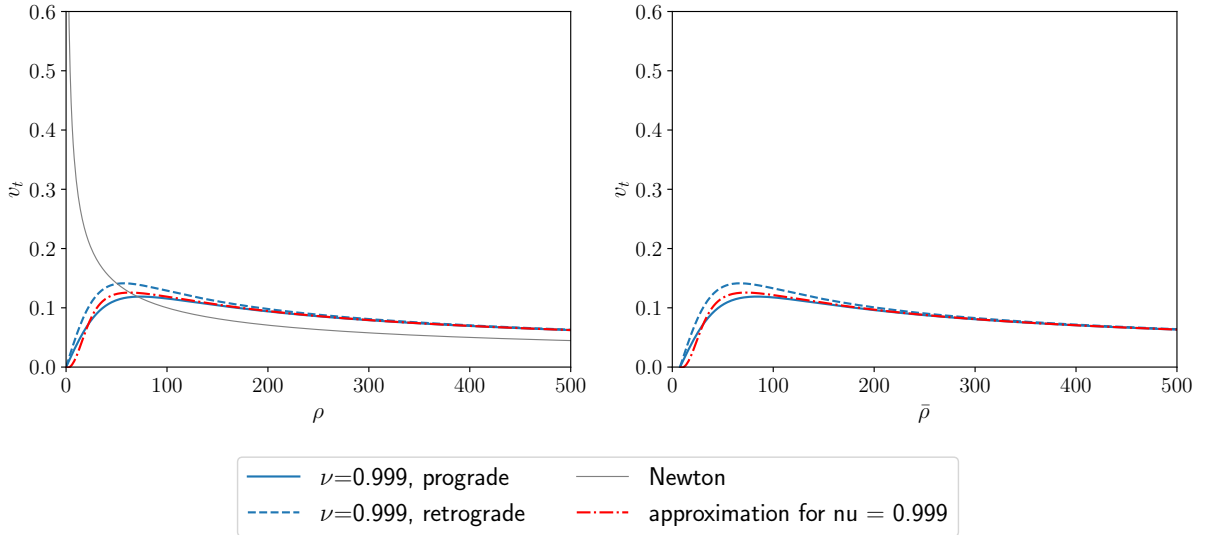 0.6
0.5
0.4
0.3
0.2
0.1
0.0
v_t
0 100 200 300 400 500
ρ
0.6
0.5
0.4
0.3
0.2
0.1
0.0
v_t
0 100 200 300 400 500
ρ̄
ν=0.999, prograde
ν=0.999, retrograde
Newton
approximation for nu = 0.999